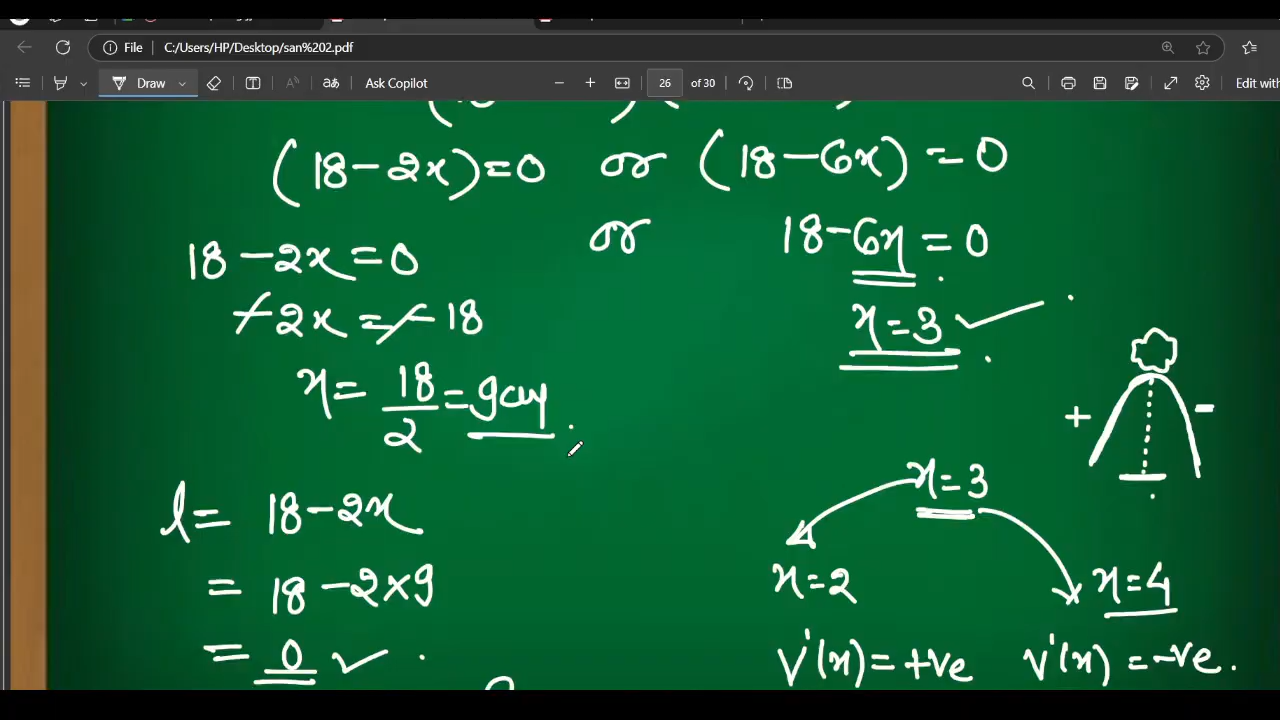 File C:/Users/HP/Desktop/san%202.pdf
Draw Ask Copilot 26 of 30 Edit with
(18-2x)=0 or (18-6x)=0
18-2x=0 or 18-6x=0
-2x=-18 x=3
x=18/2=9
l=18-2x x=3
=18-2×9 x=2 x=4
=0 V'(x)=+ve V'(x)=-ve.
+ -